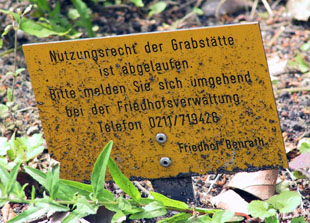 Nutzungsrecht der Grabstätte
ist abgelaufen.
Bitte melden Sie sich umgehend
bei der Friedhofsverwaltung.
Telefon 0211/719426
Friedhof Benrath